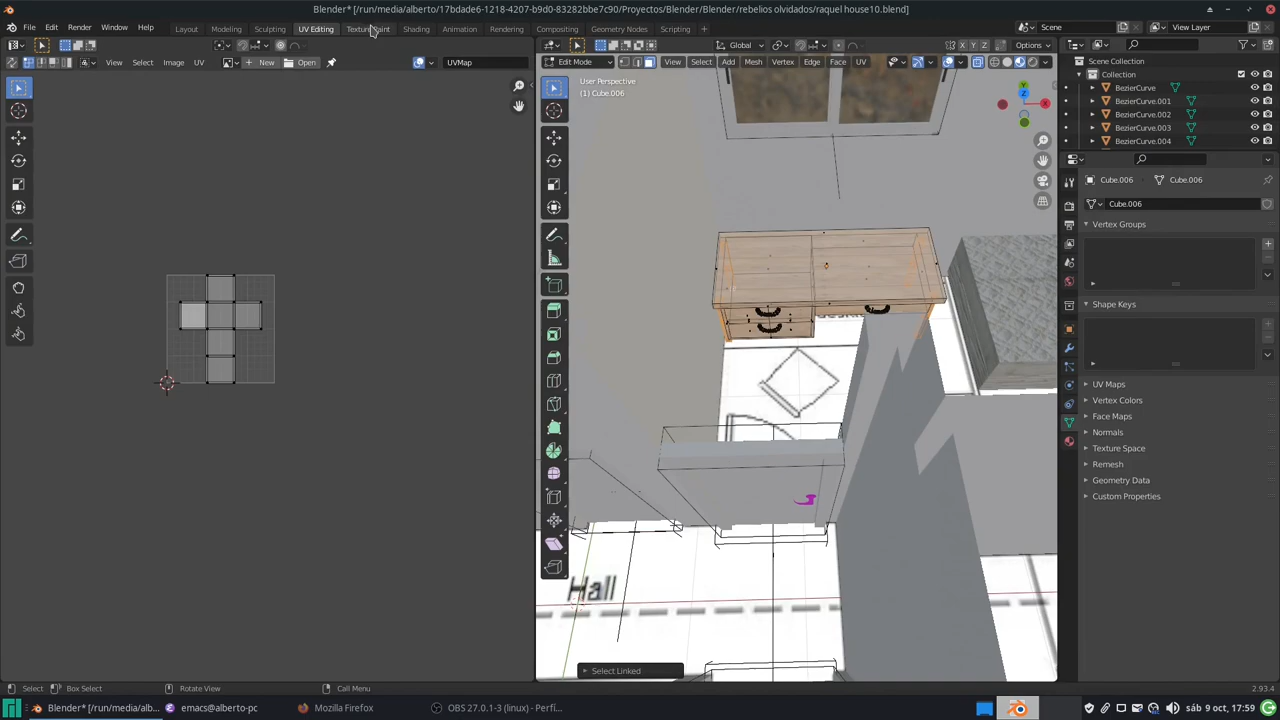 Blender* [/run/media/alberto/17bdade6-1218-4207-b9d0-83282bbe7c90/Proyectos/Blender/Blender/rebelios olvidados/raquel house10.blend]
File Edit Render Window Help
Layout Modeling Sculpting UV Editing Texture Paint Shading Animation Rendering Compositing Geometry Nodes Scripting +
Scene
View Layer
View Select Image UV
New
Open
UVMap
Global
Options
Edit Mode
View Select Add Mesh Vertex Edge Face UV
User Perspective
(1) Cube.006
X Y Z
Hall
Select Linked
Scene Collection
Collection
BezierCurve
BezierCurve.001
BezierCurve.002
BezierCurve.003
BezierCurve.004
Cube.006
Cube.006
Cube.006
Vertex Groups
Shape Keys
UV Maps
Vertex Colors
Face Maps
Normals
Texture Space
Remesh
Geometry Data
Custom Properties
Select
Box Select
Rotate View
Call Menu
2.93.4
Blender* [/run/media/alb...
emacs@alberto-pc
Mozilla Firefox
OBS 27.0.1-3 (linux) - Perfi...
sáb 9 oct, 17:59